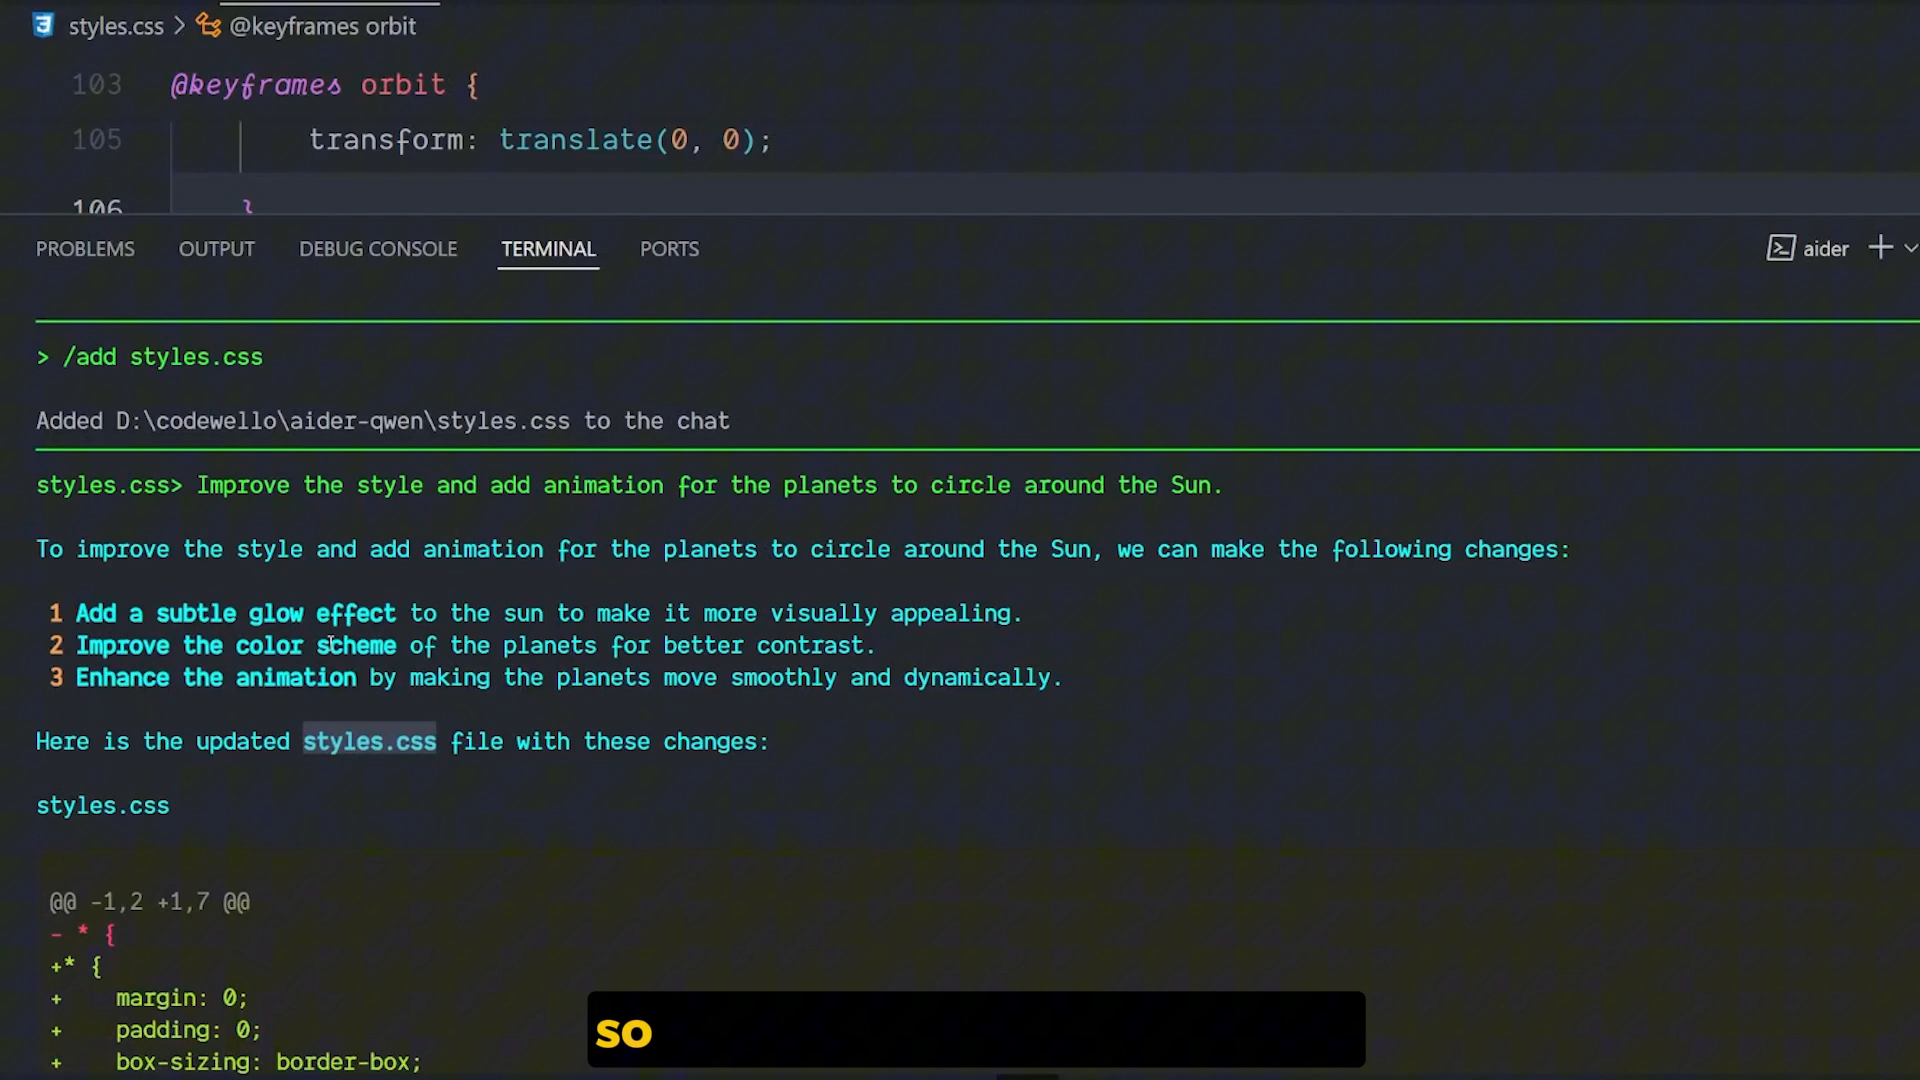 styles.css > @keyframes orbit
103 @keyframes orbit {
105 transform: translate(0, 0);
106 }
PROBLEMS OUTPUT DEBUG CONSOLE TERMINAL PORTS aider
> /add styles.css
Added D:\codewello\aider-qwen\styles.css to the chat
styles.css> Improve the style and add animation for the planets to circle around the Sun.
To improve the style and add animation for the planets to circle around the Sun, we can make the following changes:
1 Add a subtle glow effect to the sun to make it more visually appealing.
2 Improve the color scheme of the planets for better contrast.
3 Enhance the animation by making the planets move smoothly and dynamically.
Here is the updated styles.css file with these changes:
styles.css
@@ -1,2 +1,7 @@
- * {
+* {
+    margin: 0;
+    padding: 0;
+    box-sizing: border-box;
SO